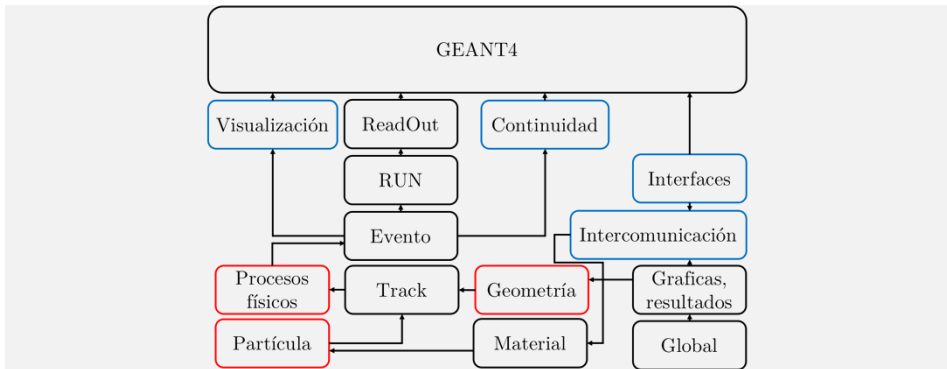 GEANT4
Visualización
ReadOut
Continuidad
RUN
Interfaces
Evento
Intercomunicación
Procesos
físicos
Track
Geometría
Graficas,
resultados
Partícula
Material
Global